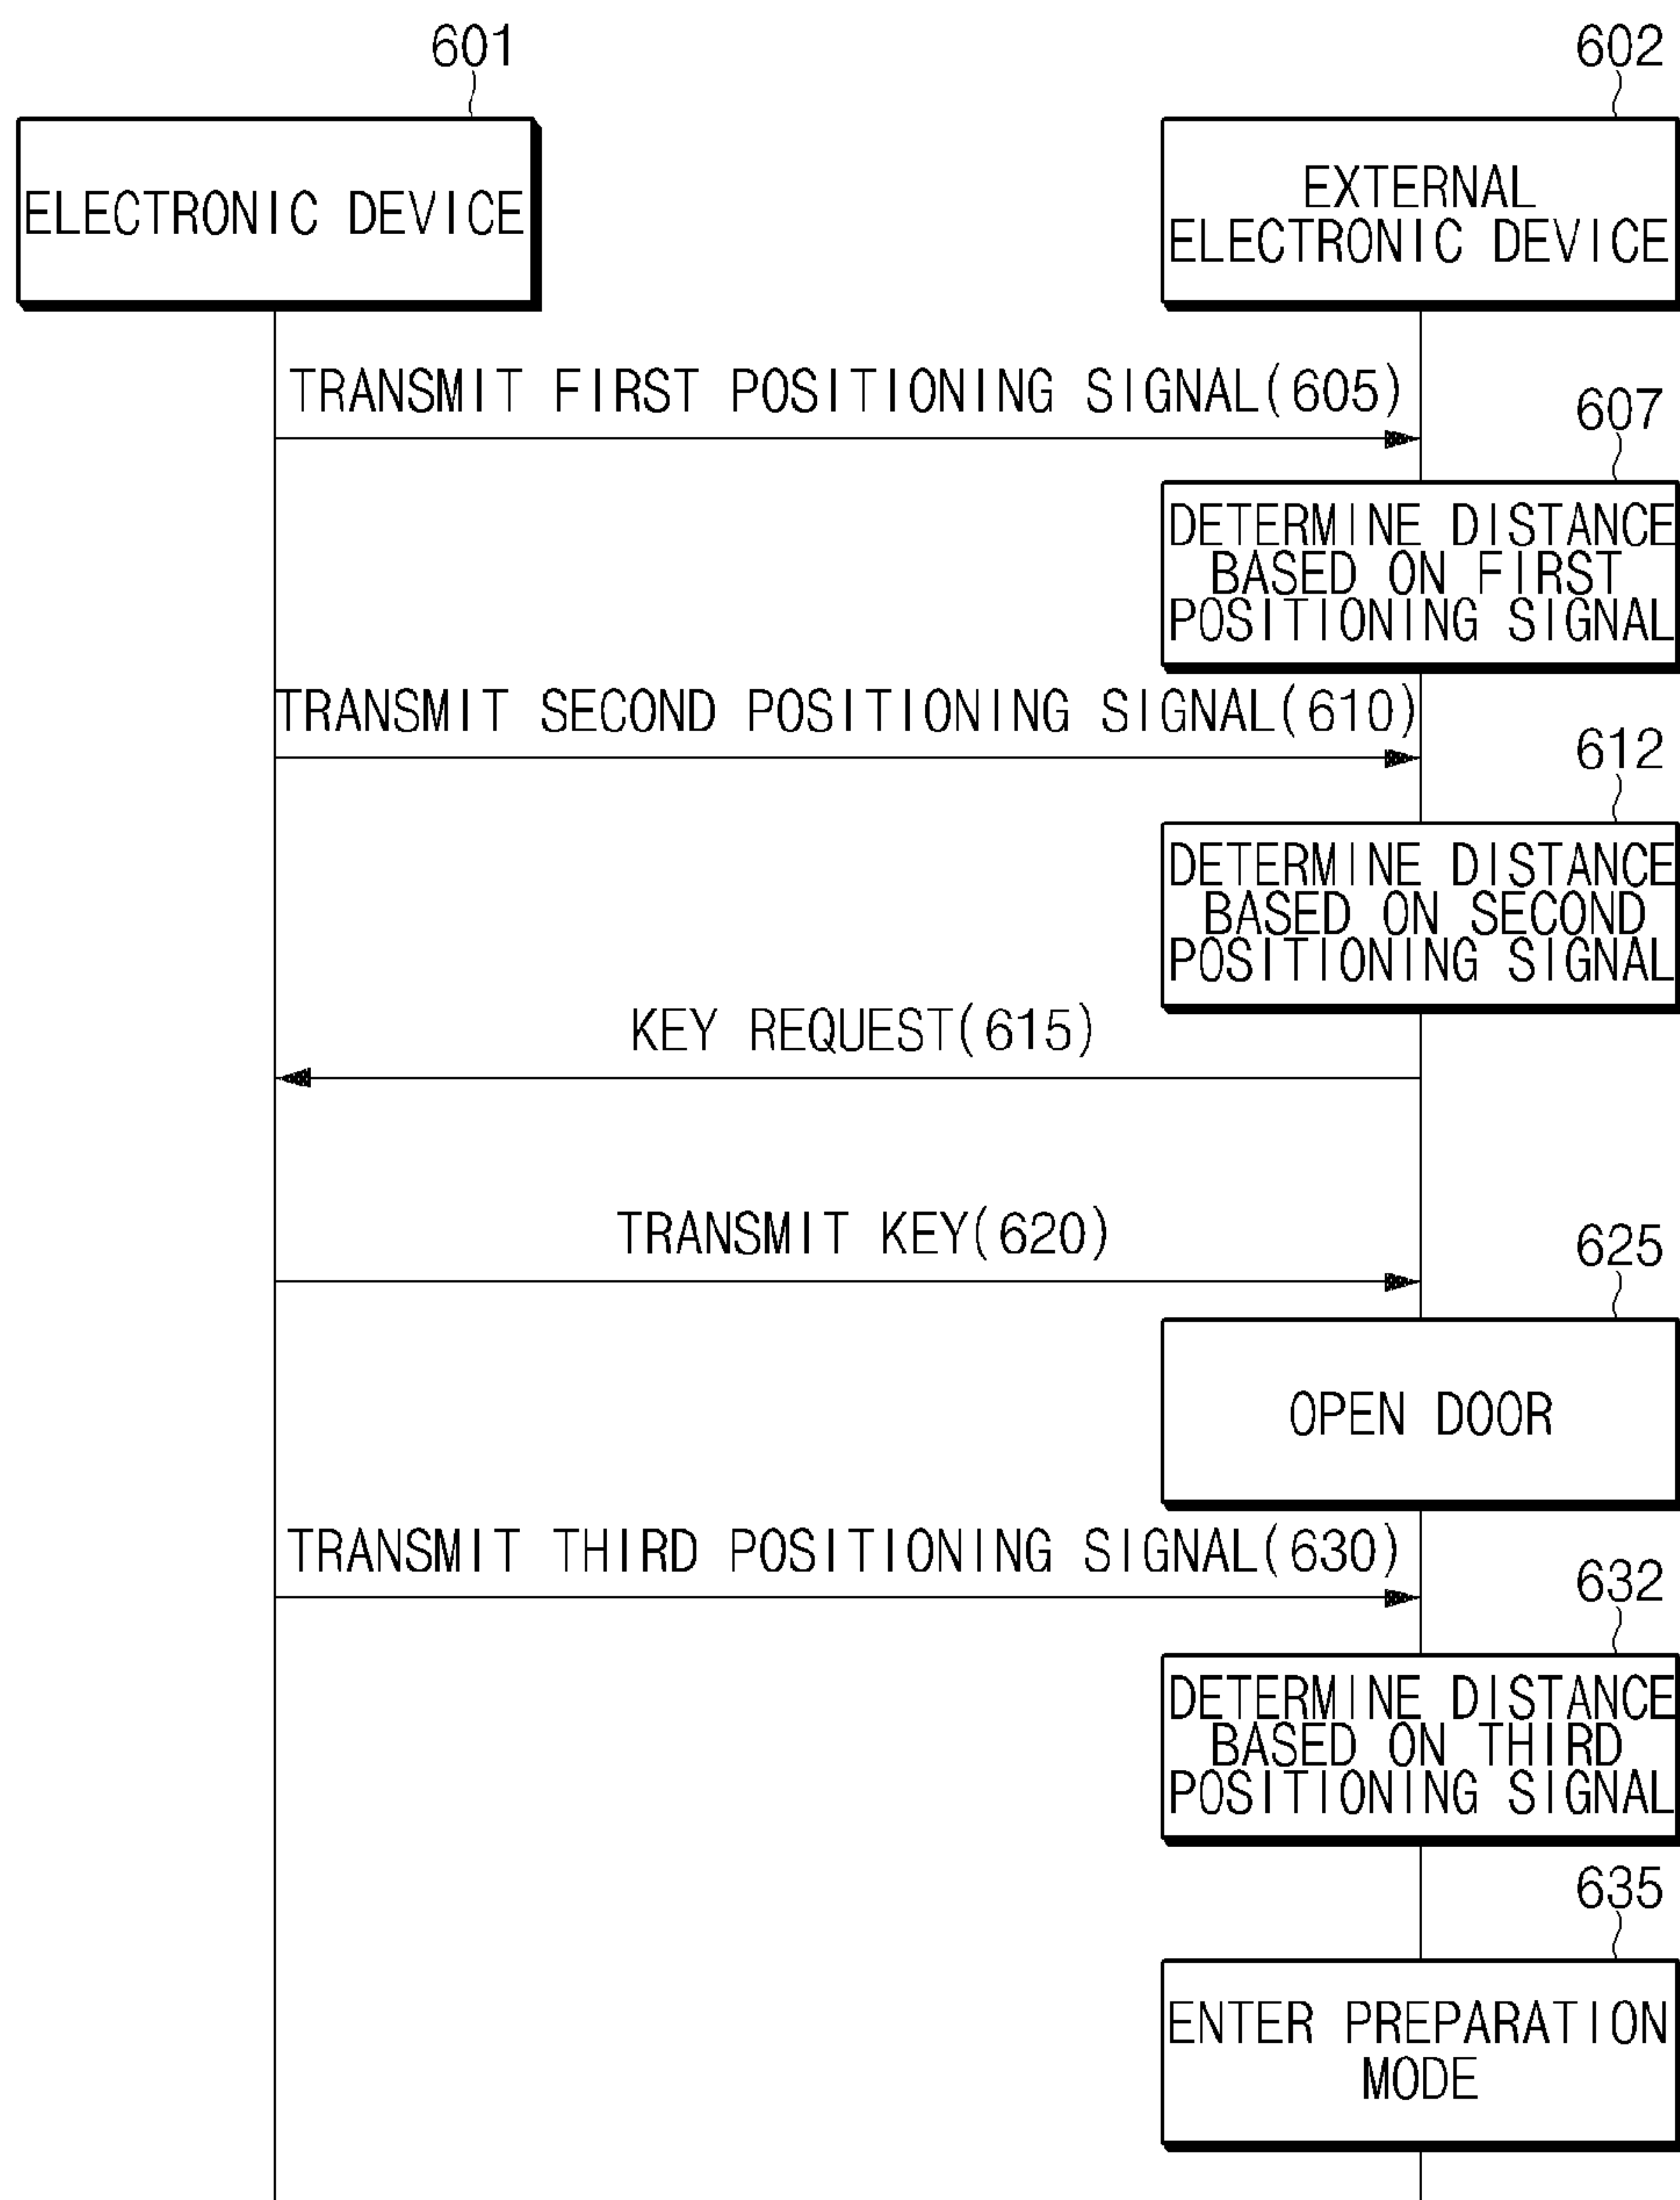 601
602
ELECTRONIC DEVICE
EXTERNAL
ELECTRONIC DEVICE
TRANSMIT FIRST POSITIONING SIGNAL(605)
607
DETERMINE DISTANCE
BASED ON FIRST
POSITIONING SIGNAL
TRANSMIT SECOND POSITIONING SIGNAL(610)
612
DETERMINE DISTANCE
BASED ON SECOND
POSITIONING SIGNAL
KEY REQUEST(615)
TRANSMIT KEY(620)
625
OPEN DOOR
TRANSMIT THIRD POSITIONING SIGNAL(630)
632
DETERMINE DISTANCE
BASED ON THIRD
POSITIONING SIGNAL
635
ENTER PREPARATION
MODE